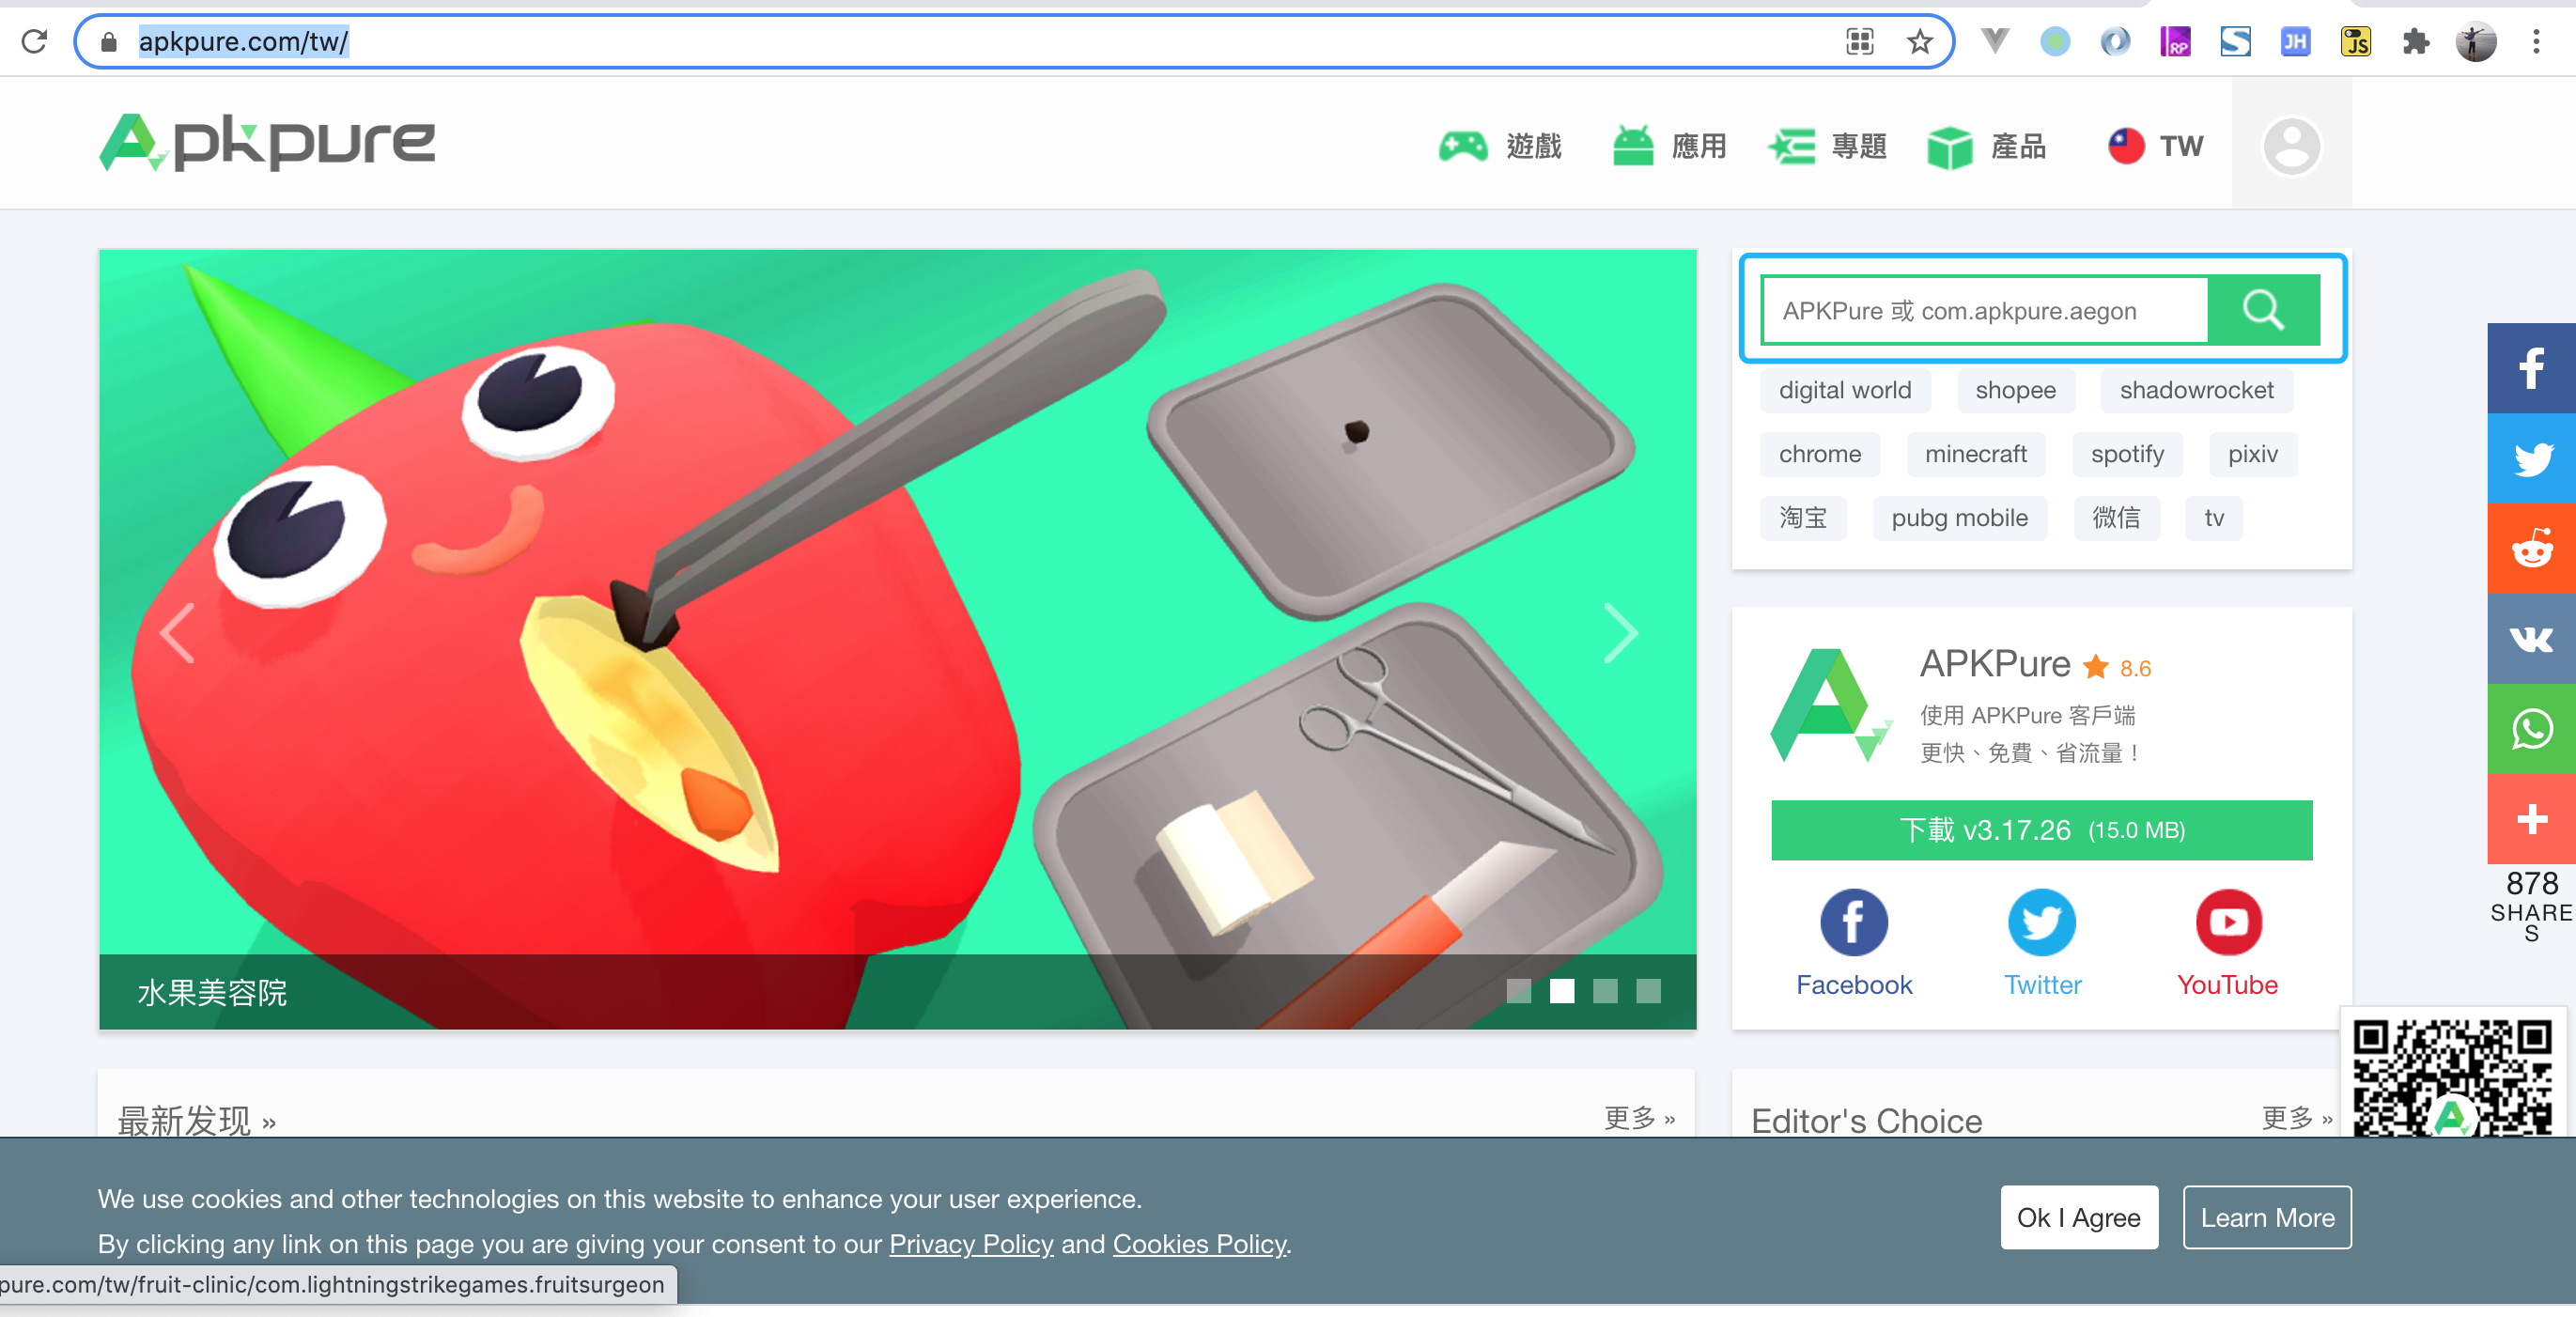 apkpure.com/tw/
RP
JH
JS
Apkpure
遊戲
應用
專題
產品
TW
APKPure 或 com.apkpure.aegon
digital world
shopee
shadowrocket
chrome
minecraft
spotify
pixiv
淘宝
pubg mobile
微信
tv
APKPure 8.6
使用 APKPure 客戶端
更快、免費、省流量！
下載 v3.17.26 (15.0 MB)
Facebook
Twitter
YouTube
878
SHARE
S
水果美容院
最新发现 »
更多 »
Editor's Choice
更多 »
We use cookies and other technologies on this website to enhance your user experience.
By clicking any link on this page you are giving your consent to our Privacy Policy and Cookies Policy.
Ok I Agree
Learn More
pure.com/tw/fruit-clinic/com.lightningstrikegames.fruitsurgeon